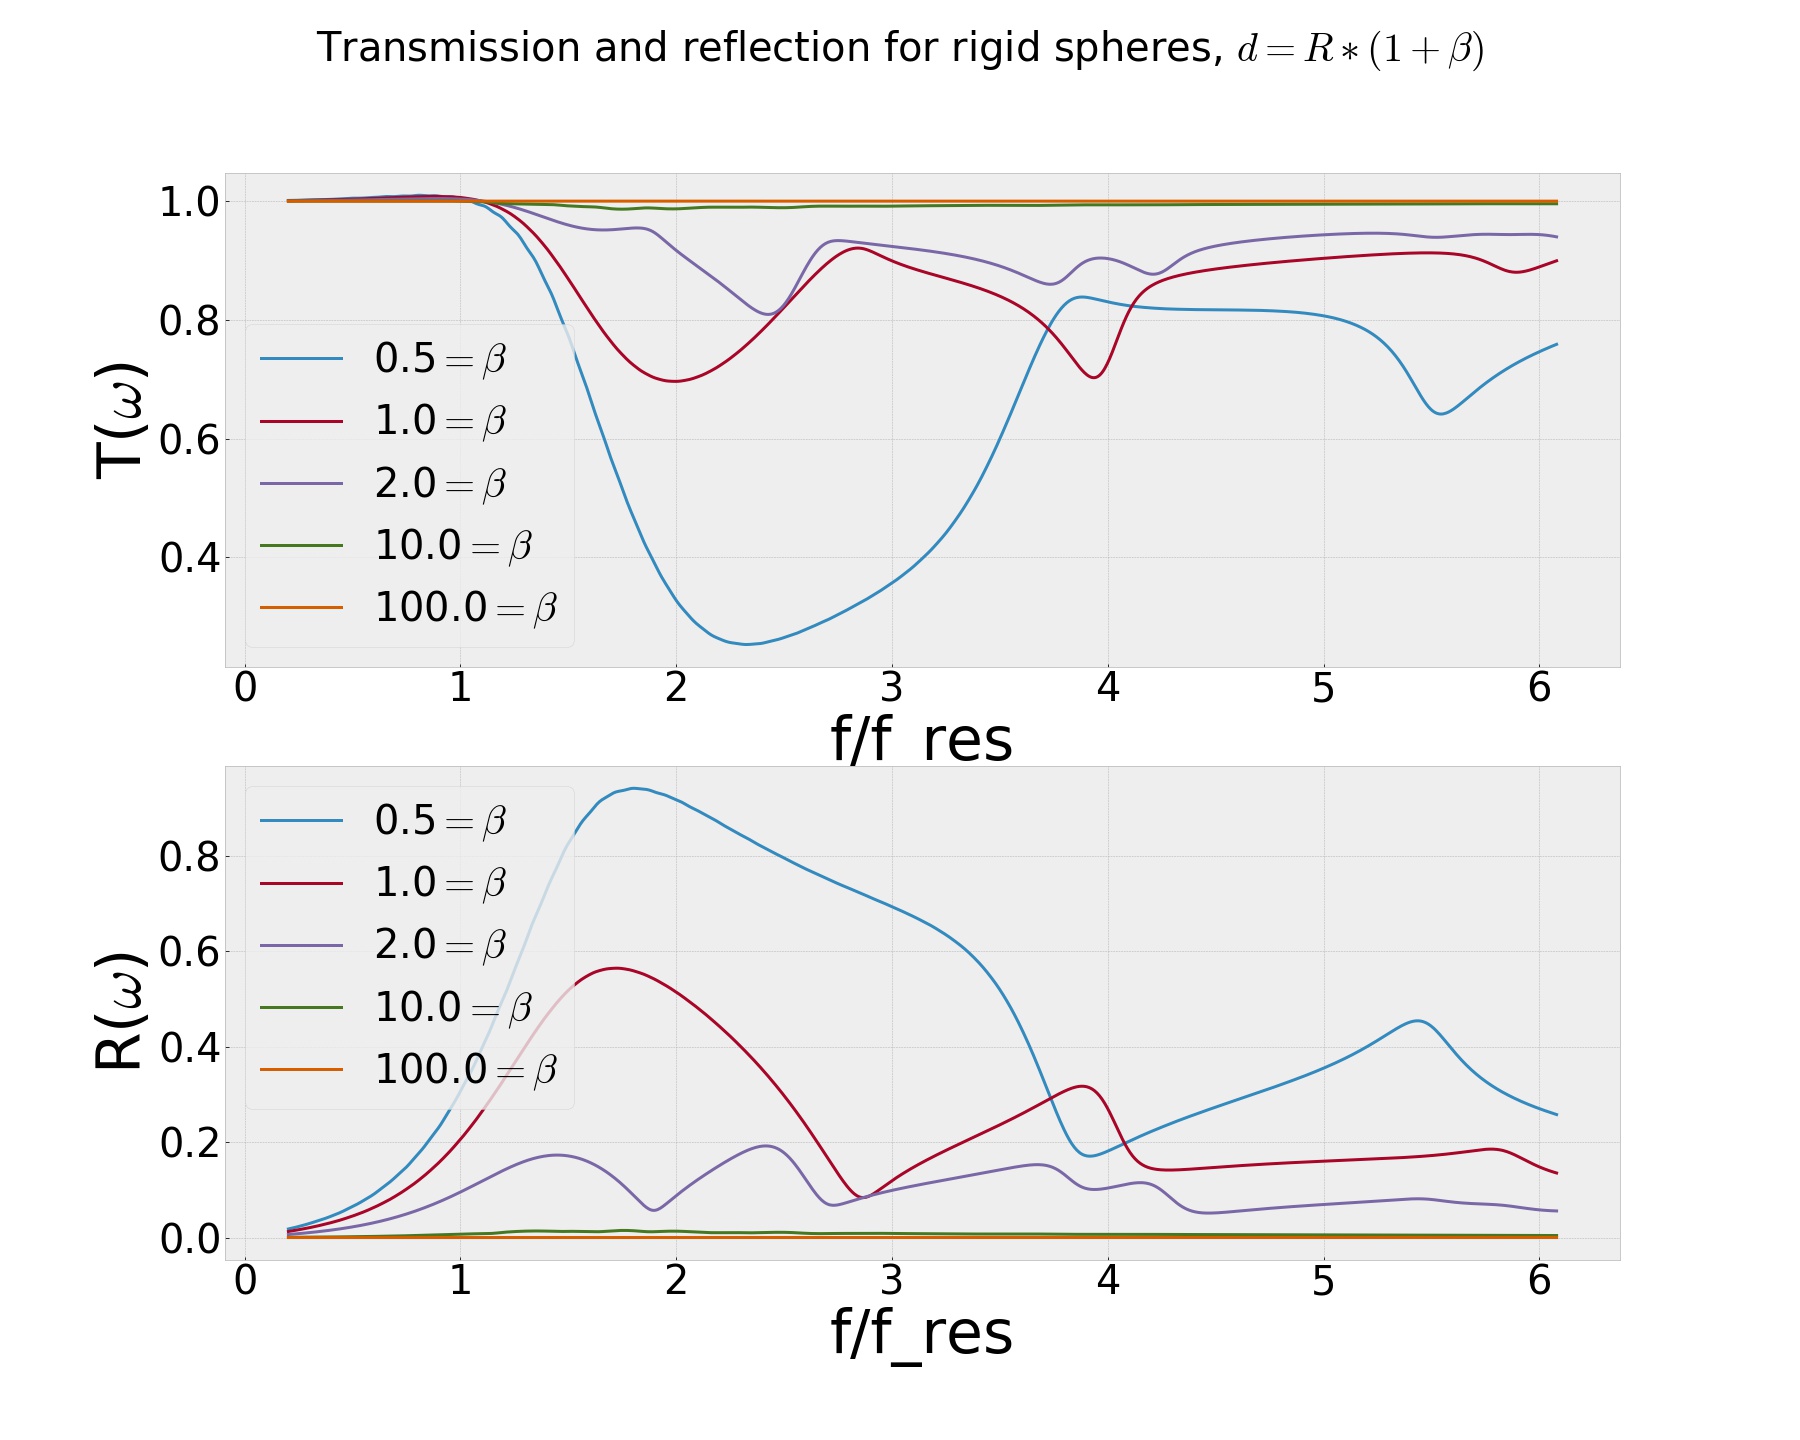 Transmission and reflection for rigid spheres, d = R ∗ (1 + β)
T(ω)
1.0
0.8
0.6
0.4
0.5 = β
1.0 = β
2.0 = β
10.0 = β
100.0 = β
0 1 2 3 4 5 6
f/f_res
R(ω)
0.8
0.6
0.4
0.2
0.0
0.5 = β
1.0 = β
2.0 = β
10.0 = β
100.0 = β
0 1 2 3 4 5 6
f/f_res